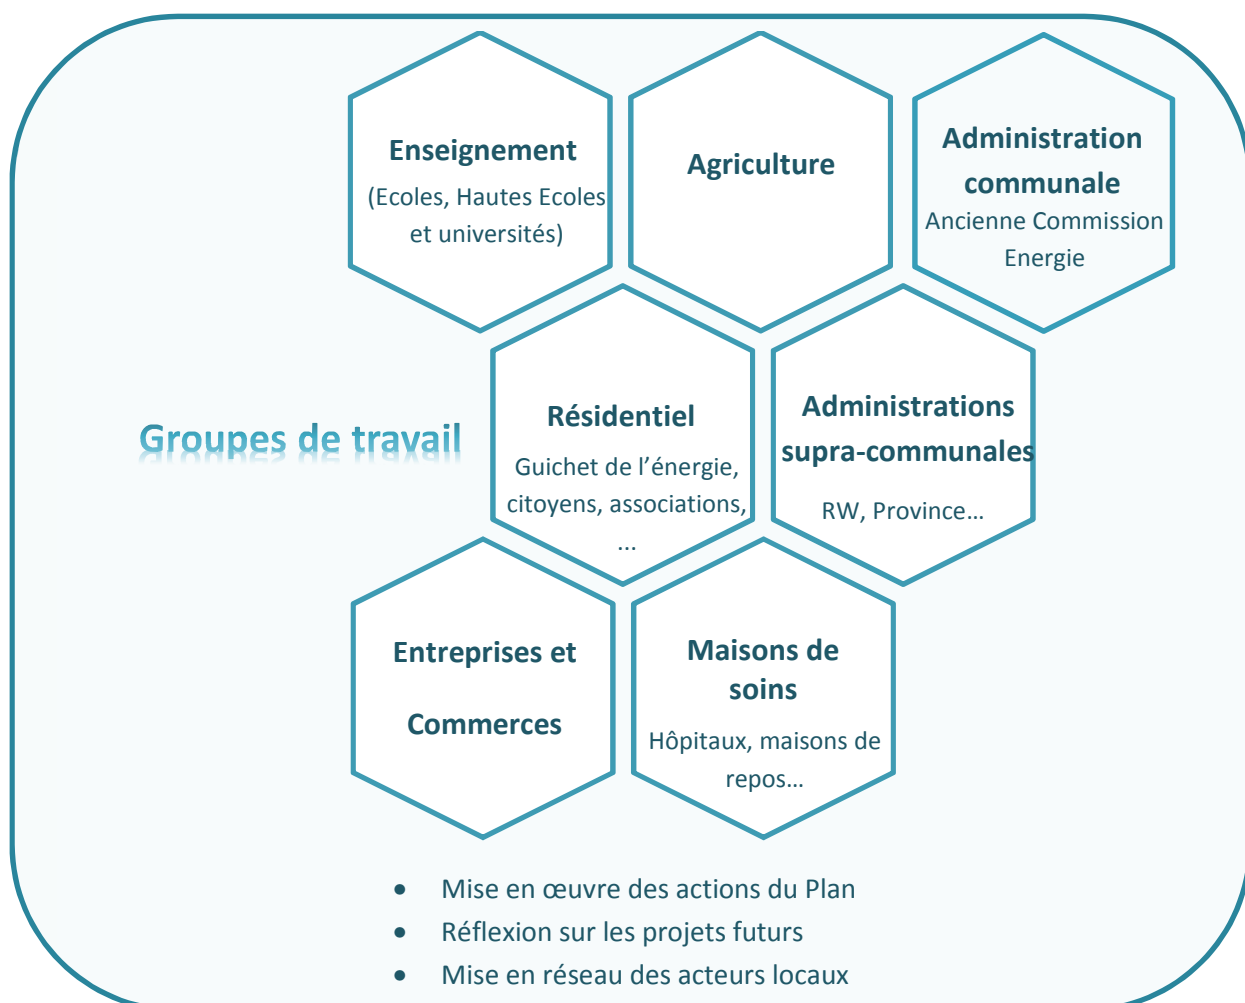 Enseignement
(Ecoles, Hautes Ecoles
et universités)
Agriculture
Administration
communale
Ancienne Commission
Energie
Groupes de travail
Résidentiel
Guichet de l’énergie,
citoyens, associations,
...
Administrations
supra-communales
RW, Province…
Entreprises et
Commerces
Maisons de
soins
Hôpitaux, maisons de
repos…
• Mise en œuvre des actions du Plan
• Réflexion sur les projets futurs
• Mise en réseau des acteurs locaux